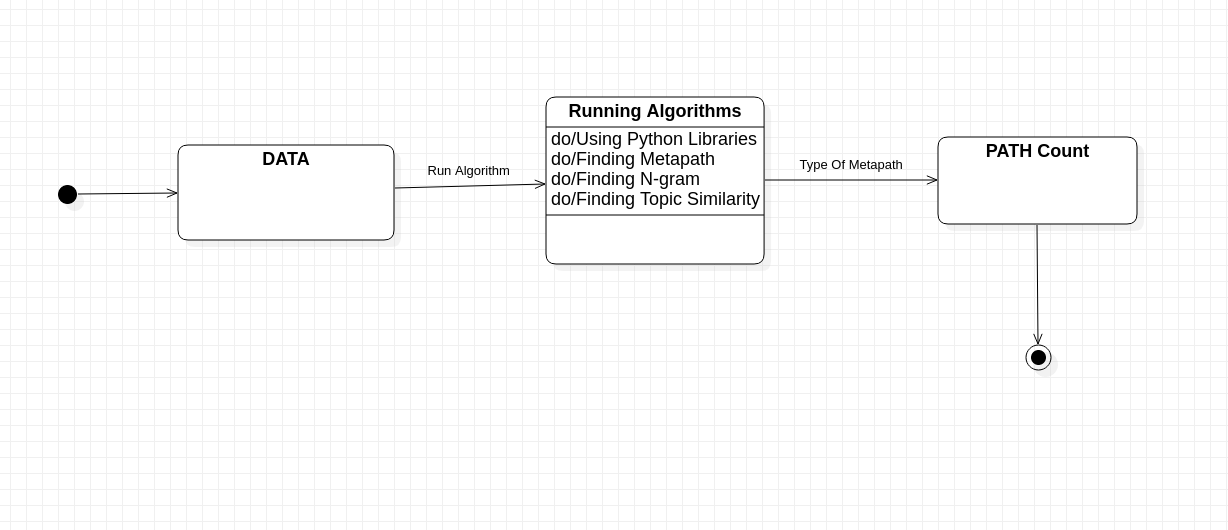 DATA
Run Algorithm
Running Algorithms
do/Using Python Libraries
do/Finding Metapath
do/Finding N-gram
do/Finding Topic Similarity
Type Of Metapath
PATH Count